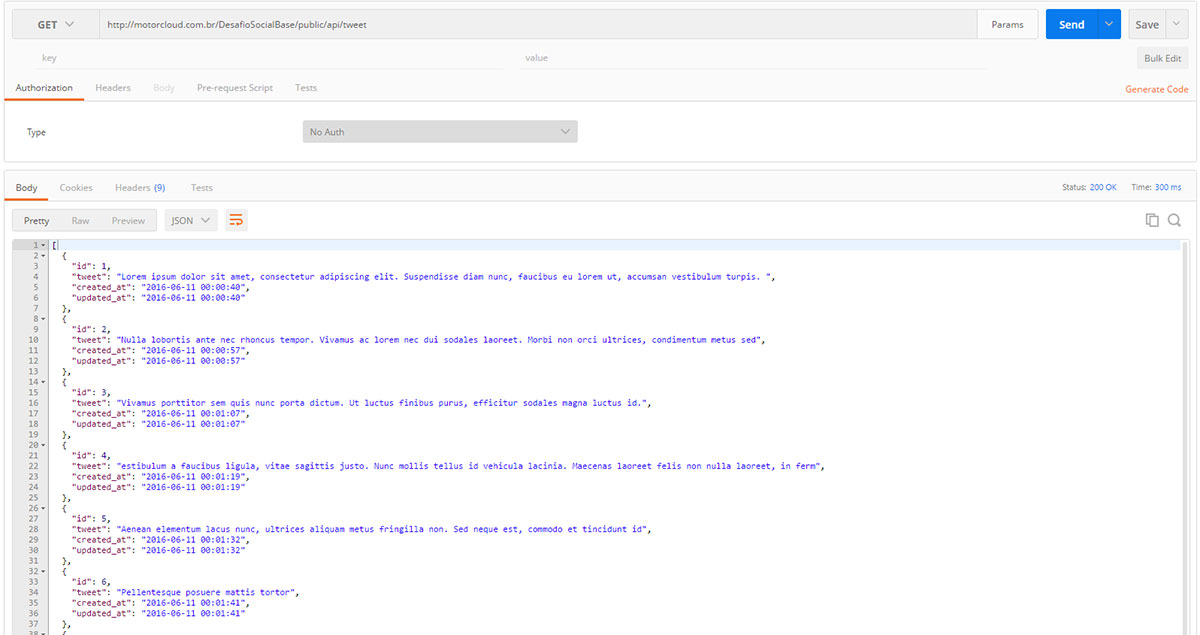 GET http://motorcloud.com.br/DesafioSocialBase/public/api/tweet Params Send Save
key value Bulk Edit
Authorization Headers Body Pre-request Script Tests Generate Code
Type No Auth
Body Cookies Headers (9) Tests Status: 200 OK Time: 300 ms
Pretty Raw Preview JSON
1 [
2 {
3 "id": 1,
4 "tweet": "Lorem ipsum dolor sit amet, consectetur adipiscing elit. Suspendisse diam nunc, faucibus eu lorem ut, accumsan vestibulum turpis. ",
5 "created_at": "2016-06-11 00:00:40",
6 "updated_at": "2016-06-11 00:00:40"
7 },
8 {
9 "id": 2,
10 "tweet": "Nulla lobortis ante nec rhoncus tempor. Vivamus ac lorem nec dui sodales laoreet. Morbi non orci ultrices, condimentum metus sed",
11 "created_at": "2016-06-11 00:00:57",
12 "updated_at": "2016-06-11 00:00:57"
13 },
14 {
15 "id": 3,
16 "tweet": "Vivamus porttitor sem quis nunc porta dictum. Ut luctus finibus purus, efficitur sodales magna luctus id.",
17 "created_at": "2016-06-11 00:01:07",
18 "updated_at": "2016-06-11 00:01:07"
19 },
20 {
21 "id": 4,
22 "tweet": "estibulum a faucibus ligula, vitae sagittis justo. Nunc mollis tellus id vehicula lacinia. Maecenas laoreet felis non nulla laoreet, in ferm",
23 "created_at": "2016-06-11 00:01:19",
24 "updated_at": "2016-06-11 00:01:19"
25 },
26 {
27 "id": 5,
28 "tweet": "Aenean elementum lacus nunc, ultrices aliquam metus fringilla non. Sed neque est, commodo et tincidunt id",
29 "created_at": "2016-06-11 00:01:32",
30 "updated_at": "2016-06-11 00:01:32"
31 },
32 {
33 "id": 6,
34 "tweet": "Pellentesque posuere mattis tortor",
35 "created_at": "2016-06-11 00:01:41",
36 "updated_at": "2016-06-11 00:01:41"
37 },
38 {